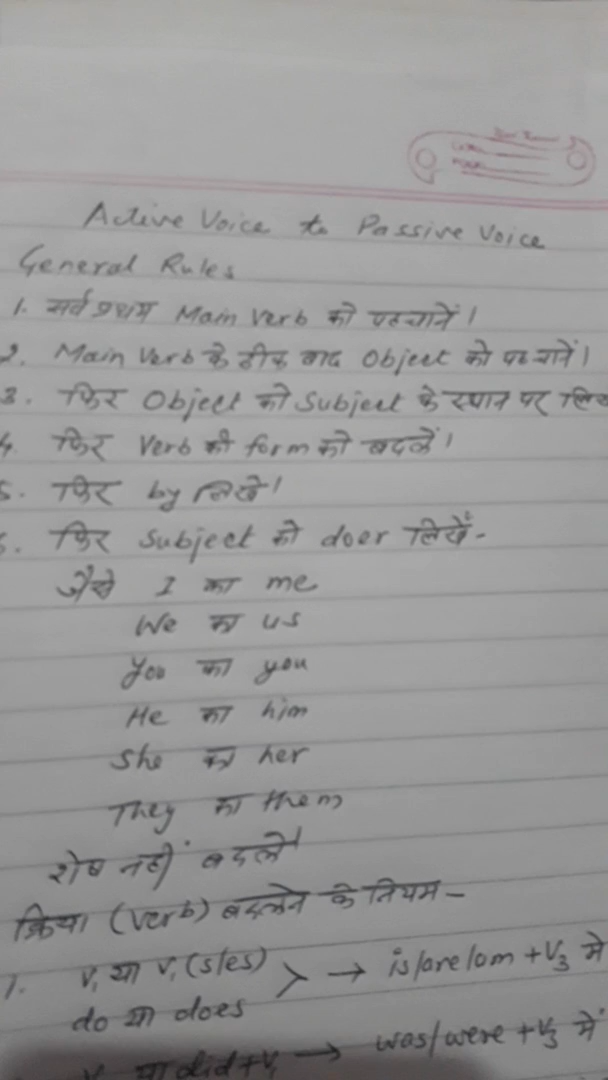 Active Voice to Passive Voice
General Rules
1. सर्व प्रथम Main Verb को पहचानें।
2. Main Verb के ठीक बाद Object को पहचानें।
3. फिर Object को Subject के स्थान पर
4. फिर Verb की form को बदलें।
5. फिर by लिखें।
6. फिर Subject को doer लिखें-
जैसे I का me
We का us
You का you
He का him
She का her
They का them
शेष नहीं बदलें।
क्रिया (Verb) बदलने के नियम -
1. V₁ या V₁ (s/es) > → is/are/am + V₃ में
do या does
या did+V₁ → was/were + V₃ में